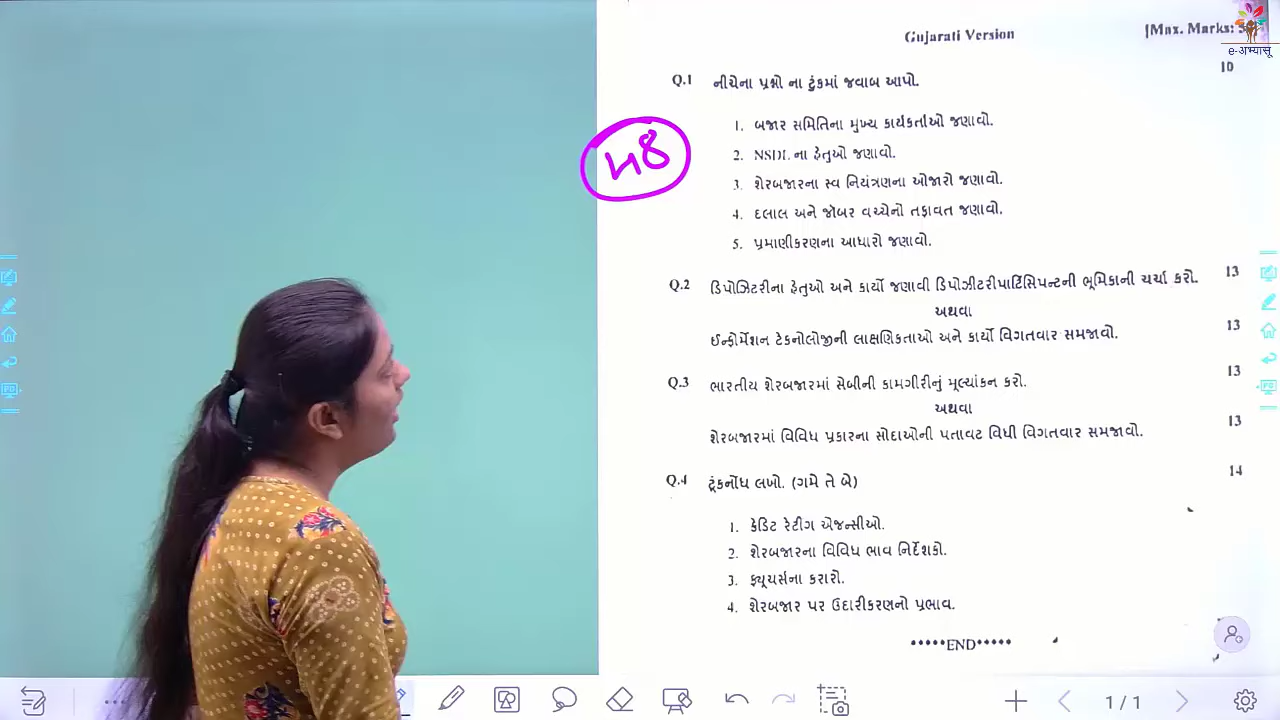 Gujarati Version
[Max. Marks: 5
e-अभ्यासू
10
Q.1 નીચેના પ્રશ્નો ના ટુંકમાં જવાબ આપો.
1. બજાર સમિતિના મુખ્ય કાર્યકર્તાઓ જણાવો.
2. NSDL ના હેતુઓ જણાવો.
3. શેરબજારના સ્વ નિયંત્રણના ઓજારો જણાવો.
4. દલાલ અને જૉબર વચ્ચેનો તફાવત જણાવો.
5. પ્રમાણીકરણના આધારો જણાવો.
Q.2 ડિપોઝિટરીના હેતુઓ અને કાર્યો જણાવી ડિપોઝીટરીપાર્ટિસિપન્ટની ભૂમિકાની ચર્ચા કરો. 13
અથવા
ઈન્ફોર્મેશન ટેકનોલોજીની લાક્ષણિકતાઓ અને કાર્યો વિગતવાર સમજાવો. 13
Q.3 ભારતીય શેરબજારમાં સેબીની કામગીરીનું મૂલ્યાંકન કરો. 13
અથવા
શેરબજારમાં વિવિધ પ્રકારના સોદાઓની પતાવટ વિધી વિગતવાર સમજાવો. 13
Q.4 ટૂંકનોંધ લખો. (ગમે તે બે) 14
1. ક્રેડિટ રેટીગ એજન્સીઓ.
2. શેરબજારના વિવિધ ભાવ નિર્દેશકો.
3. ફ્યૂચર્સના કરારો.
4. શેરબજાર પર ઉદારીકરણનો પ્રભાવ.
*****END*****
1/1